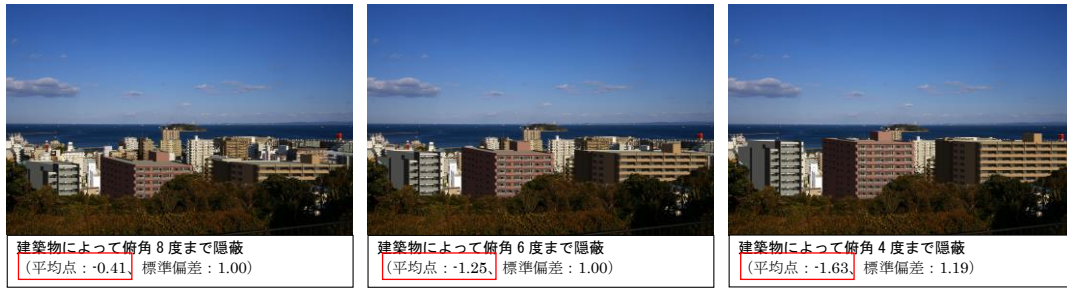 建築物によって俯角 8 度まで隠蔽
(平均点：-0.41、標準偏差：1.00)
建築物によって俯角 6 度まで隠蔽
(平均点：-1.25、標準偏差：1.00)
建築物によって俯角 4 度まで隠蔽
(平均点：-1.63、標準偏差：1.19)